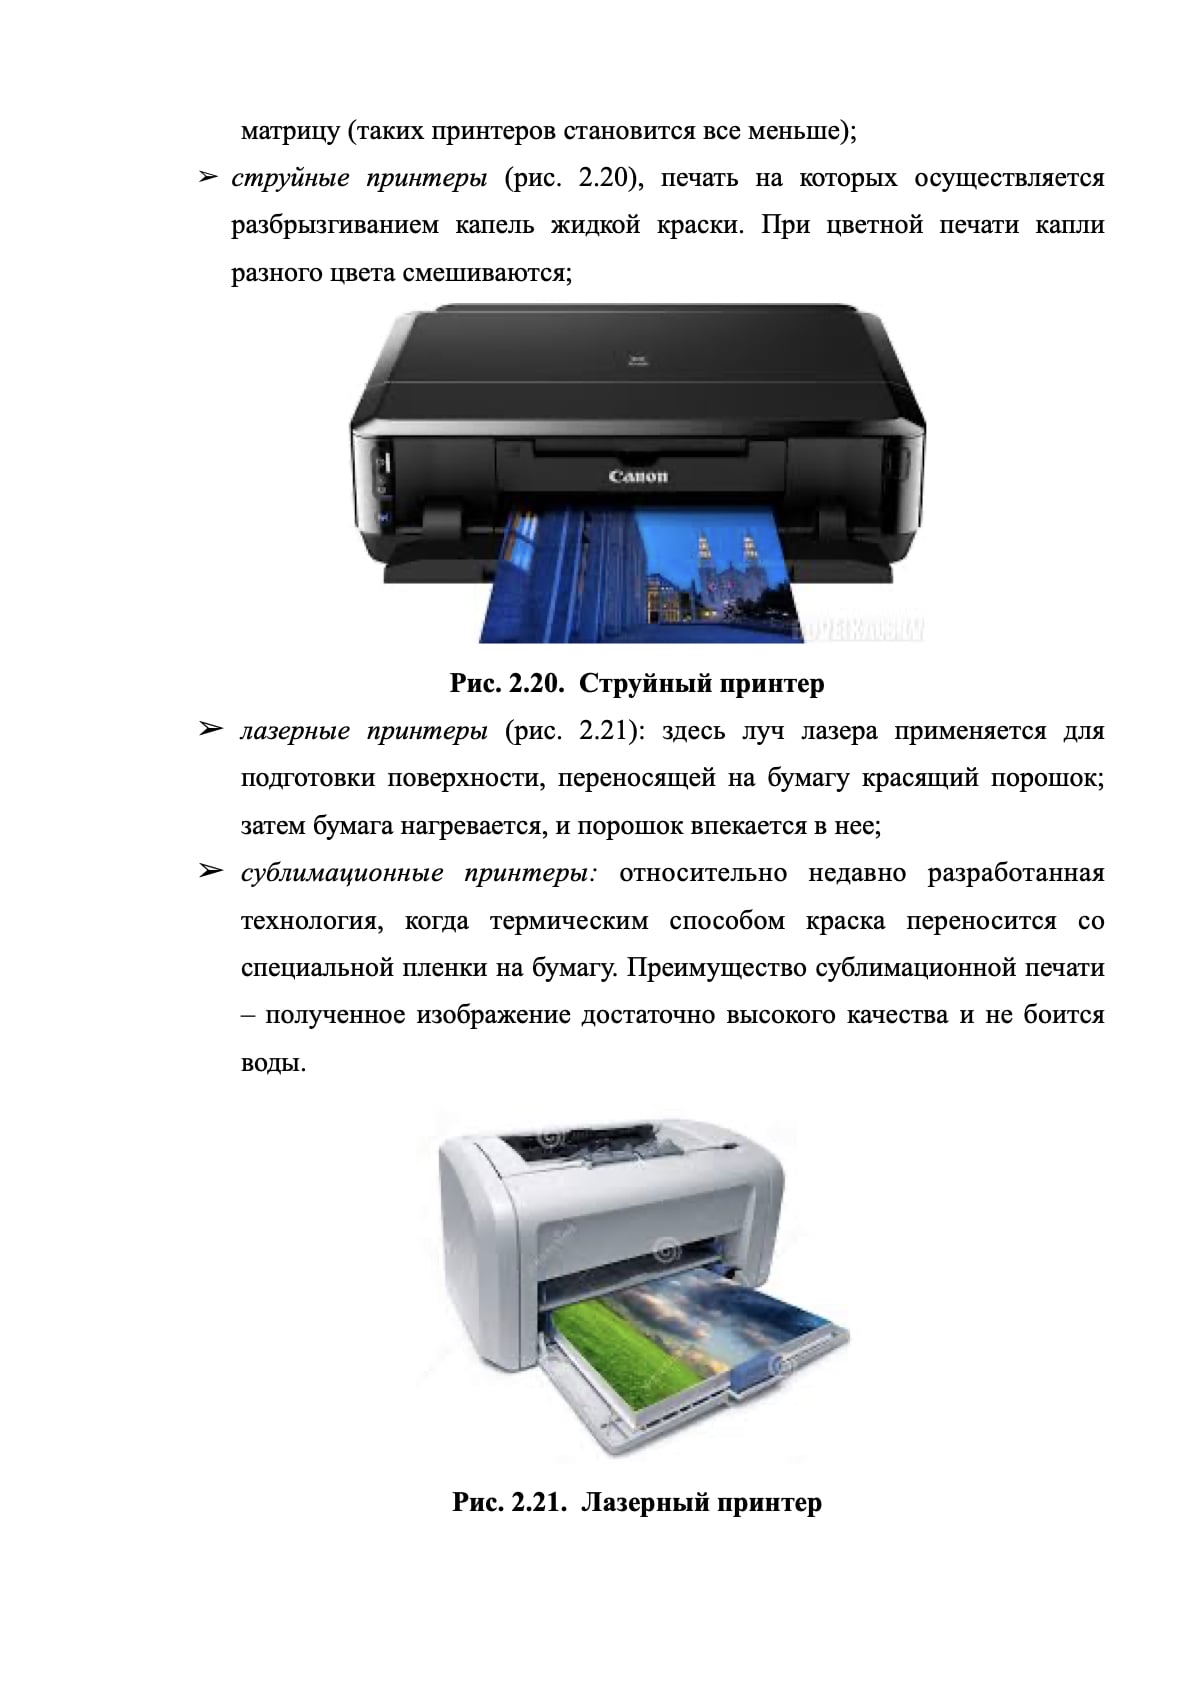 матрицу (таких принтеров становится все меньше);
➢ струйные принтеры (рис. 2.20), печать на которых осуществляется
разбрызгиванием капель жидкой краски. При цветной печати капли
разного цвета смешиваются;
Canon
Рис. 2.20. Струйный принтер
➢ лазерные принтеры (рис. 2.21): здесь луч лазера применяется для
подготовки поверхности, переносящей на бумагу красящий порошок;
затем бумага нагревается, и порошок впекается в нее;
➢ сублимационные принтеры: относительно недавно разработанная
технология, когда термическим способом краска переносится со
специальной пленки на бумагу. Преимущество сублимационной печати
– полученное изображение достаточно высокого качества и не боится
воды.
Рис. 2.21. Лазерный принтер